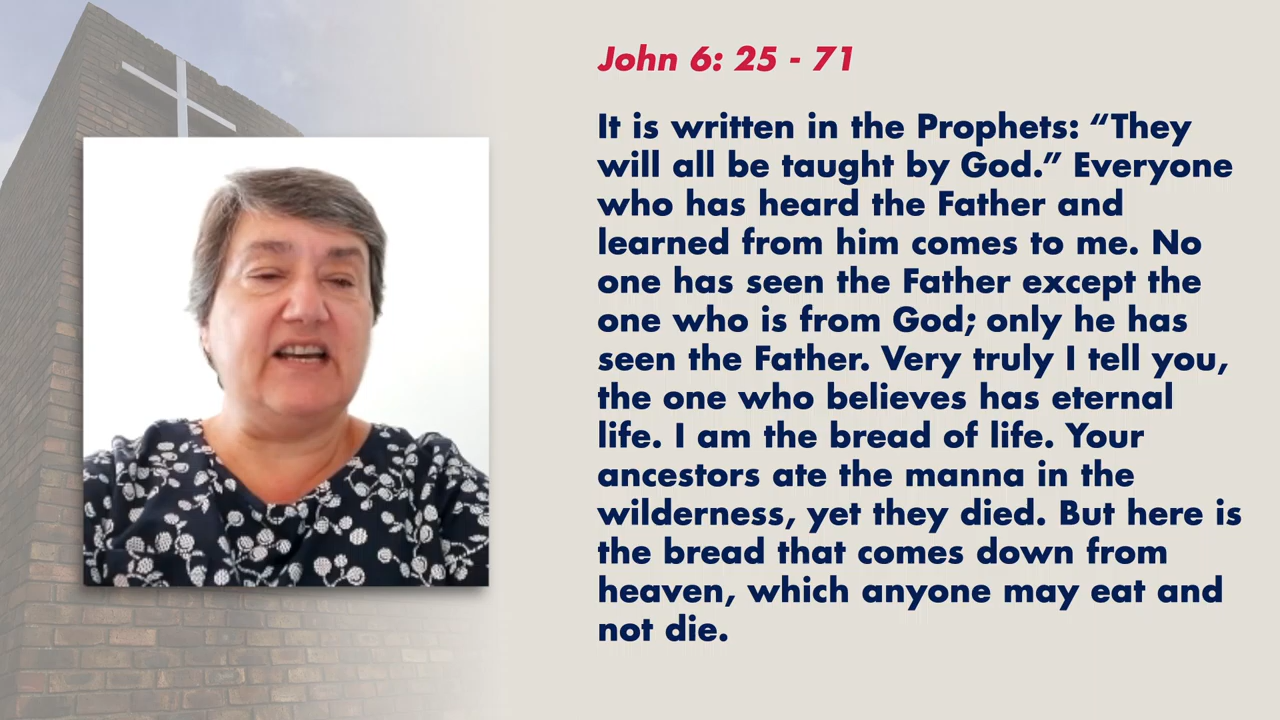 John 6: 25 - 71
It is written in the Prophets: “They
will all be taught by God.” Everyone
who has heard the Father and
learned from him comes to me. No
one has seen the Father except the
one who is from God; only he has
seen the Father. Very truly I tell you,
the one who believes has eternal
life. I am the bread of life. Your
ancestors ate the manna in the
wilderness, yet they died. But here is
the bread that comes down from
heaven, which anyone may eat and
not die.